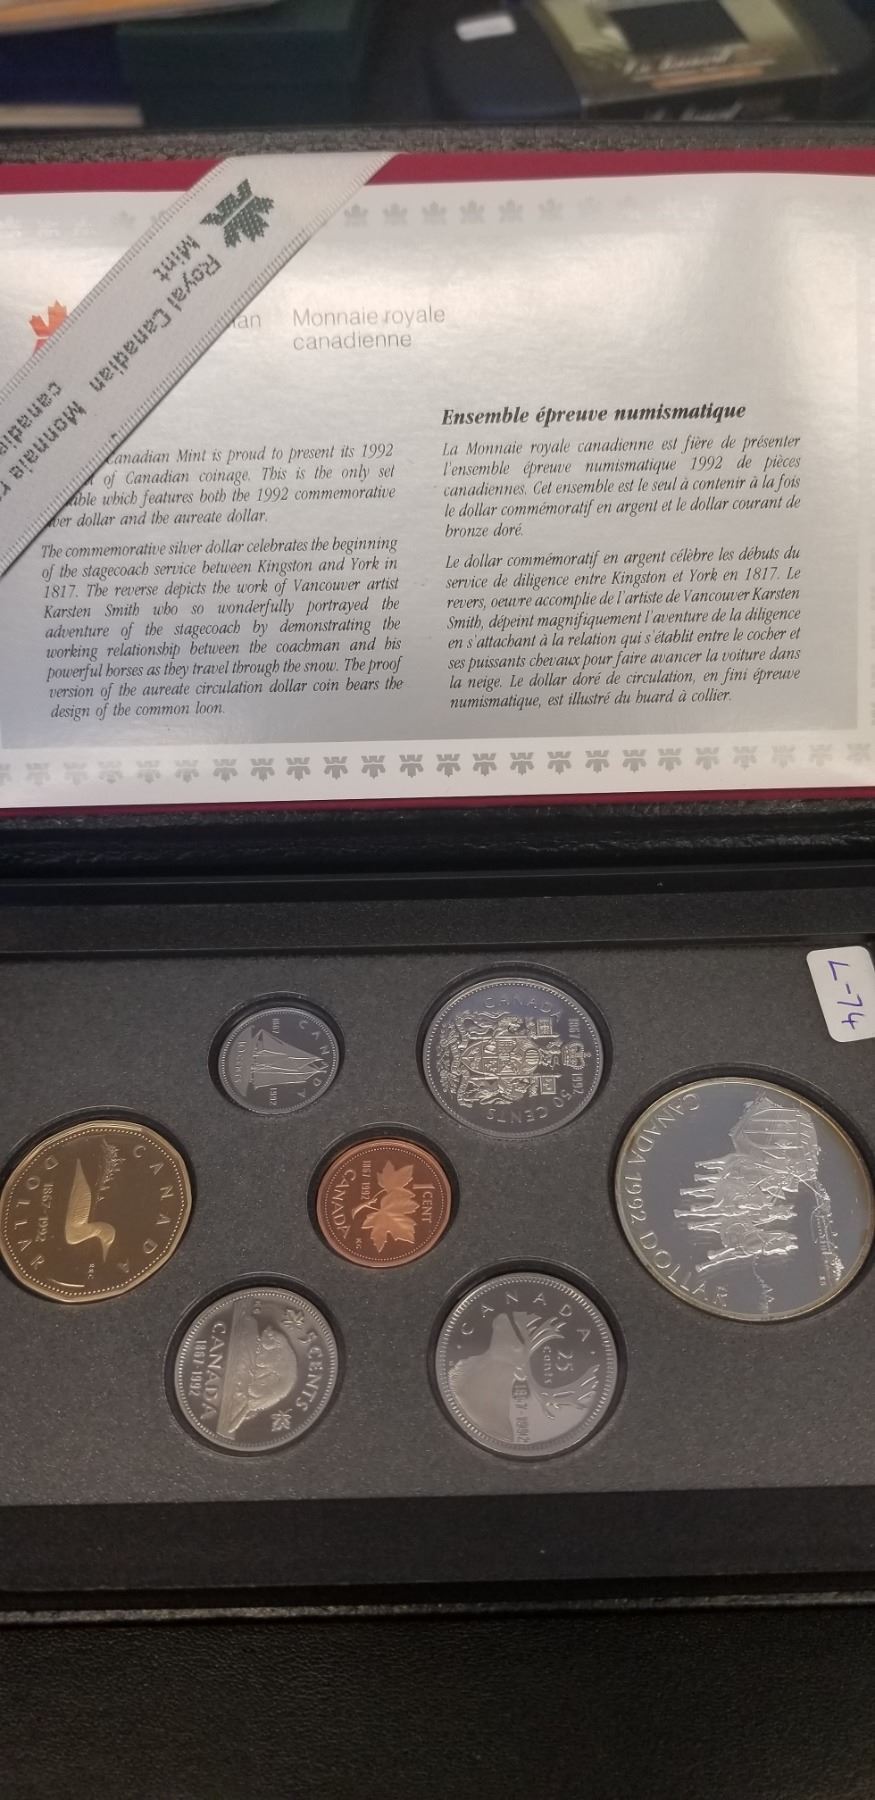 Royal Canadian
Mint
Monnaie
Monnaie royale
canadienne
Canadian Mint is proud to present its 1992
of Canadian coinage. This is the only set
which features both the 1992 commemorative
dollar and the aureate dollar.
The commemorative silver dollar celebrates the beginning
of the stagecoach service between Kingston and York in
1817. The reverse depicts the work of Vancouver artist
Karsten Smith who so wonderfully portrayed the
adventure of the stagecoach by demonstrating the
working relationship between the coachman and his
powerful horses as they travel through the snow. The proof
version of the aureate circulation dollar coin bears the
design of the common loon.
Ensemble épreuve numismatique
La Monnaie royale canadienne est fière de présenter
l'ensemble épreuve numismatique 1992 de pièces
canadiennes. Cet ensemble est le seul à contenir à la fois
le dollar commémoratif en argent et le dollar courant de
bronze doré.
Le dollar commémoratif en argent célèbre les débuts du
service de diligence entre Kingston et York en 1817. Le
revers, oeuvre accomplie de l'artiste de Vancouver Karsten
Smith, dépeint magnifiquement l'aventure de la diligence
en s'attachant à la relation qui s'établit entre le cocher et
ses puissants chevaux pour faire avancer la voiture dans
la neige. Le dollar doré de circulation, en fini épreuve
numismatique, est illustré du huard à collier.
L-74
CANADA
1867 1992
10 CENTS
CANADA
1867 1992
50 CENTS
CANADA 1992 DOLLAR
CANADA
1867-1992
DOLLAR
RRC
1 CENT
1867-1992
CANADA
KG
5 CENTS
KG
CANADA
1867-1992
CANADA
25
cents
1867-1992